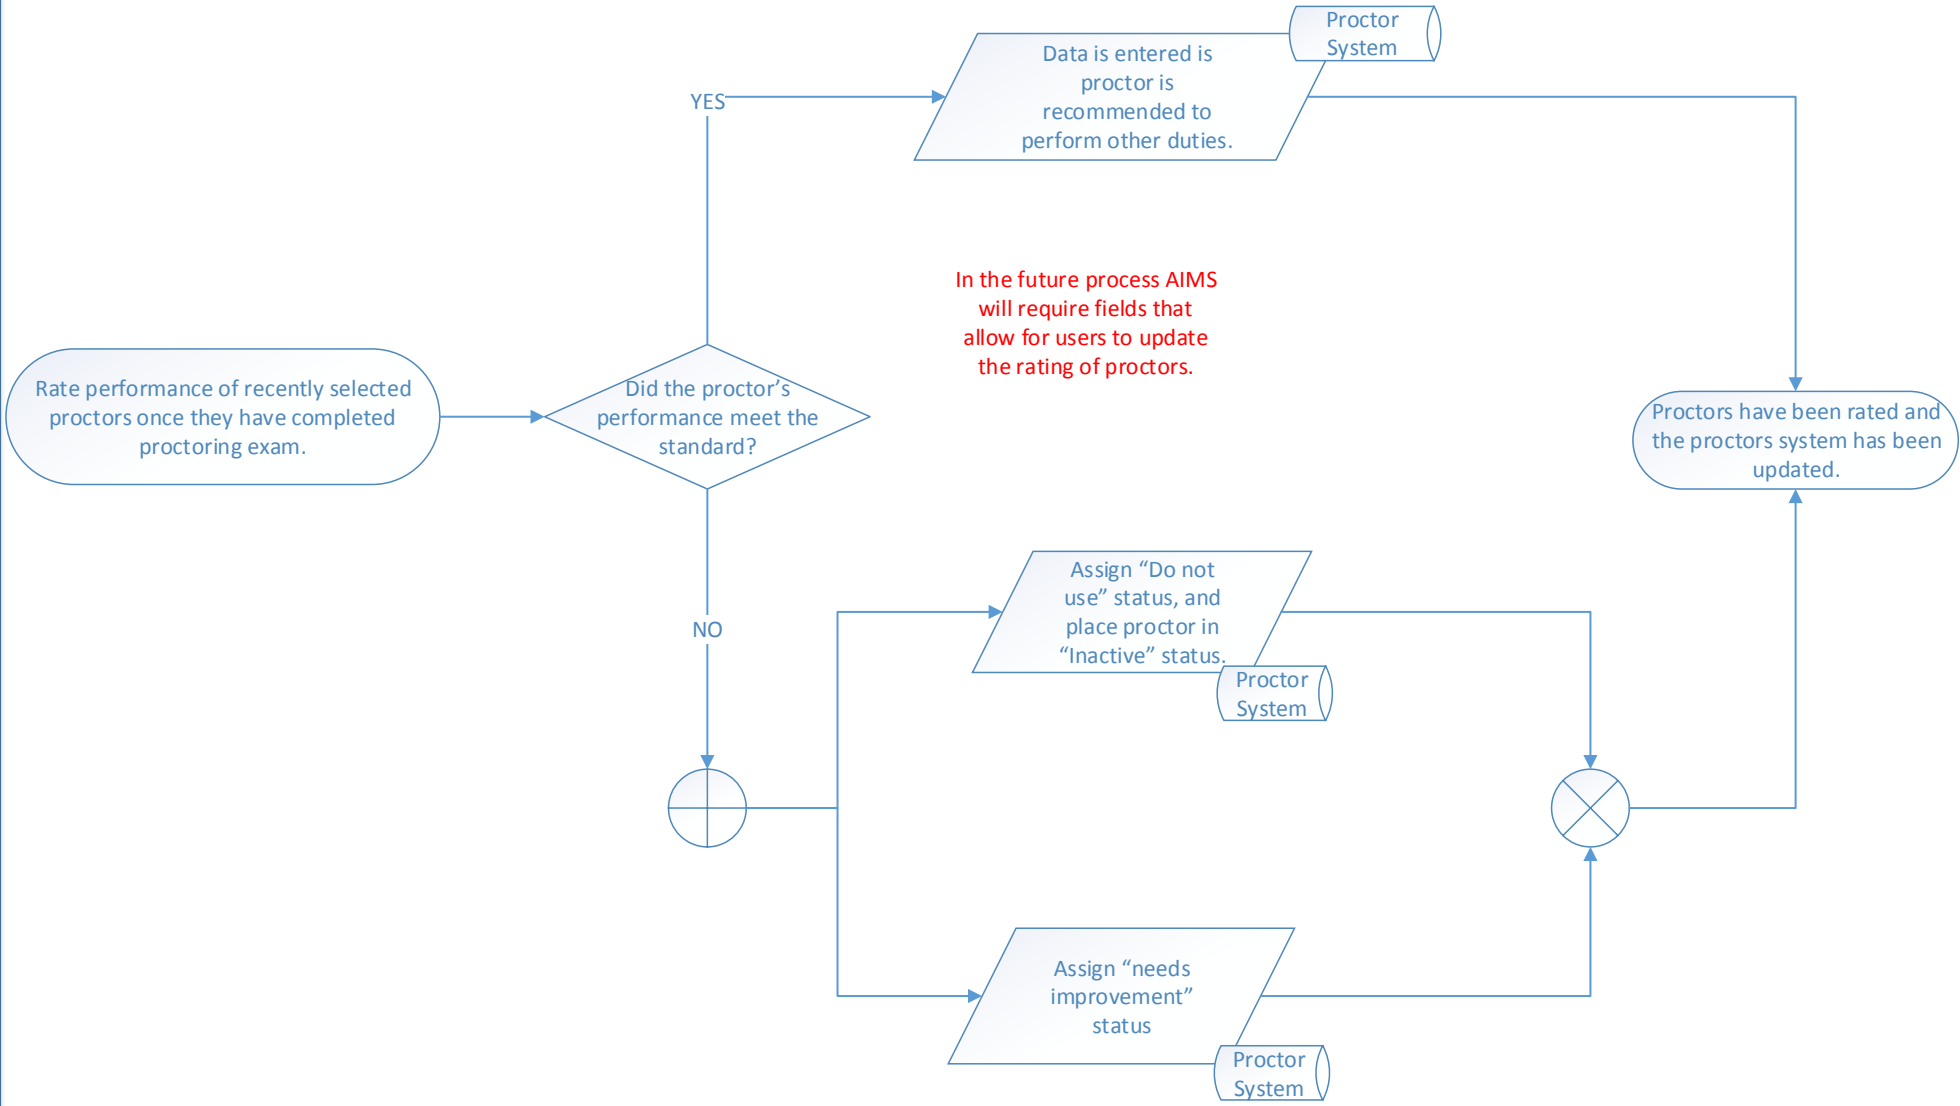 Proctor
System
Data is entered is
proctor is
recommended to
perform other duties.
YES
In the future process AIMS
will require fields that
allow for users to update
the rating of proctors.
Rate performance of recently selected
proctors once they have completed
proctoring exam.
Did the proctor’s
performance meet the
standard?
Proctors have been rated and
the proctors system has been
updated.
NO
Assign “Do not
use” status, and
place proctor in
“Inactive” status.
Proctor
System
Assign “needs
improvement”
status
Proctor
System